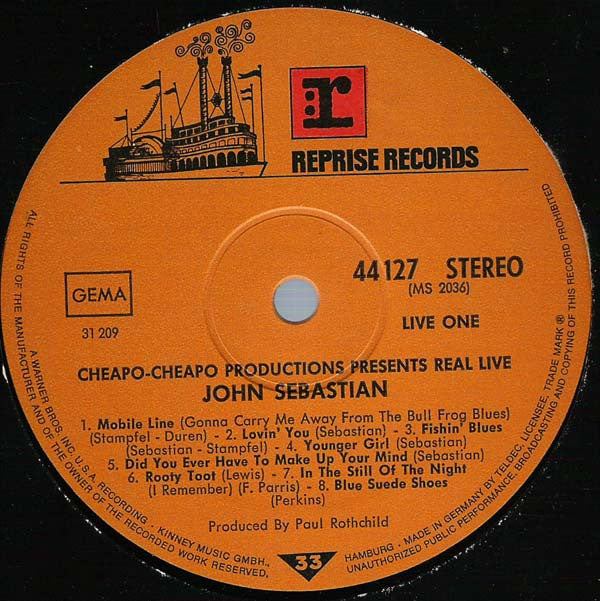 r
REPRISE RECORDS
44127 STEREO
(MS 2036)
GEMA
31 209
LIVE ONE
CHEAPO-CHEAPO PRODUCTIONS PRESENTS REAL LIVE
JOHN SEBASTIAN
1. Mobile Line (Gonna Carry Me Away From The Bull Frog Blues)
(Stampfel - Duren) - 2. Lovin' You (Sebastian) - 3. Fishin' Blues
(Sebastian - Stampfel) - 4. Younger Girl (Sebastian)
5. Did You Ever Have To Make Up Your Mind (Sebastian)
6. Rooty Toot (Lewis) - 7. In The Still Of The Night
(I Remember) (F. Parris) - 8. Blue Suede Shoes
(Perkins)
Produced By Paul Rothchild
33
ALL RIGHTS OF THE MANUFACTURER AND OF THE OWNER OF THE RECORDED WORK RESERVED,
A WARNER BROS. INC. U.S.A. RECORDING · KINNEY MUSIC GMBH.,
HAMBURG · MADE IN GERMANY BY TELDEC, LICENSEE, TRADE MARK ®
UNAUTHORIZED PUBLIC PERFORMANCE, BROADCASTING AND COPYING OF THIS RECORD PROHIBITED